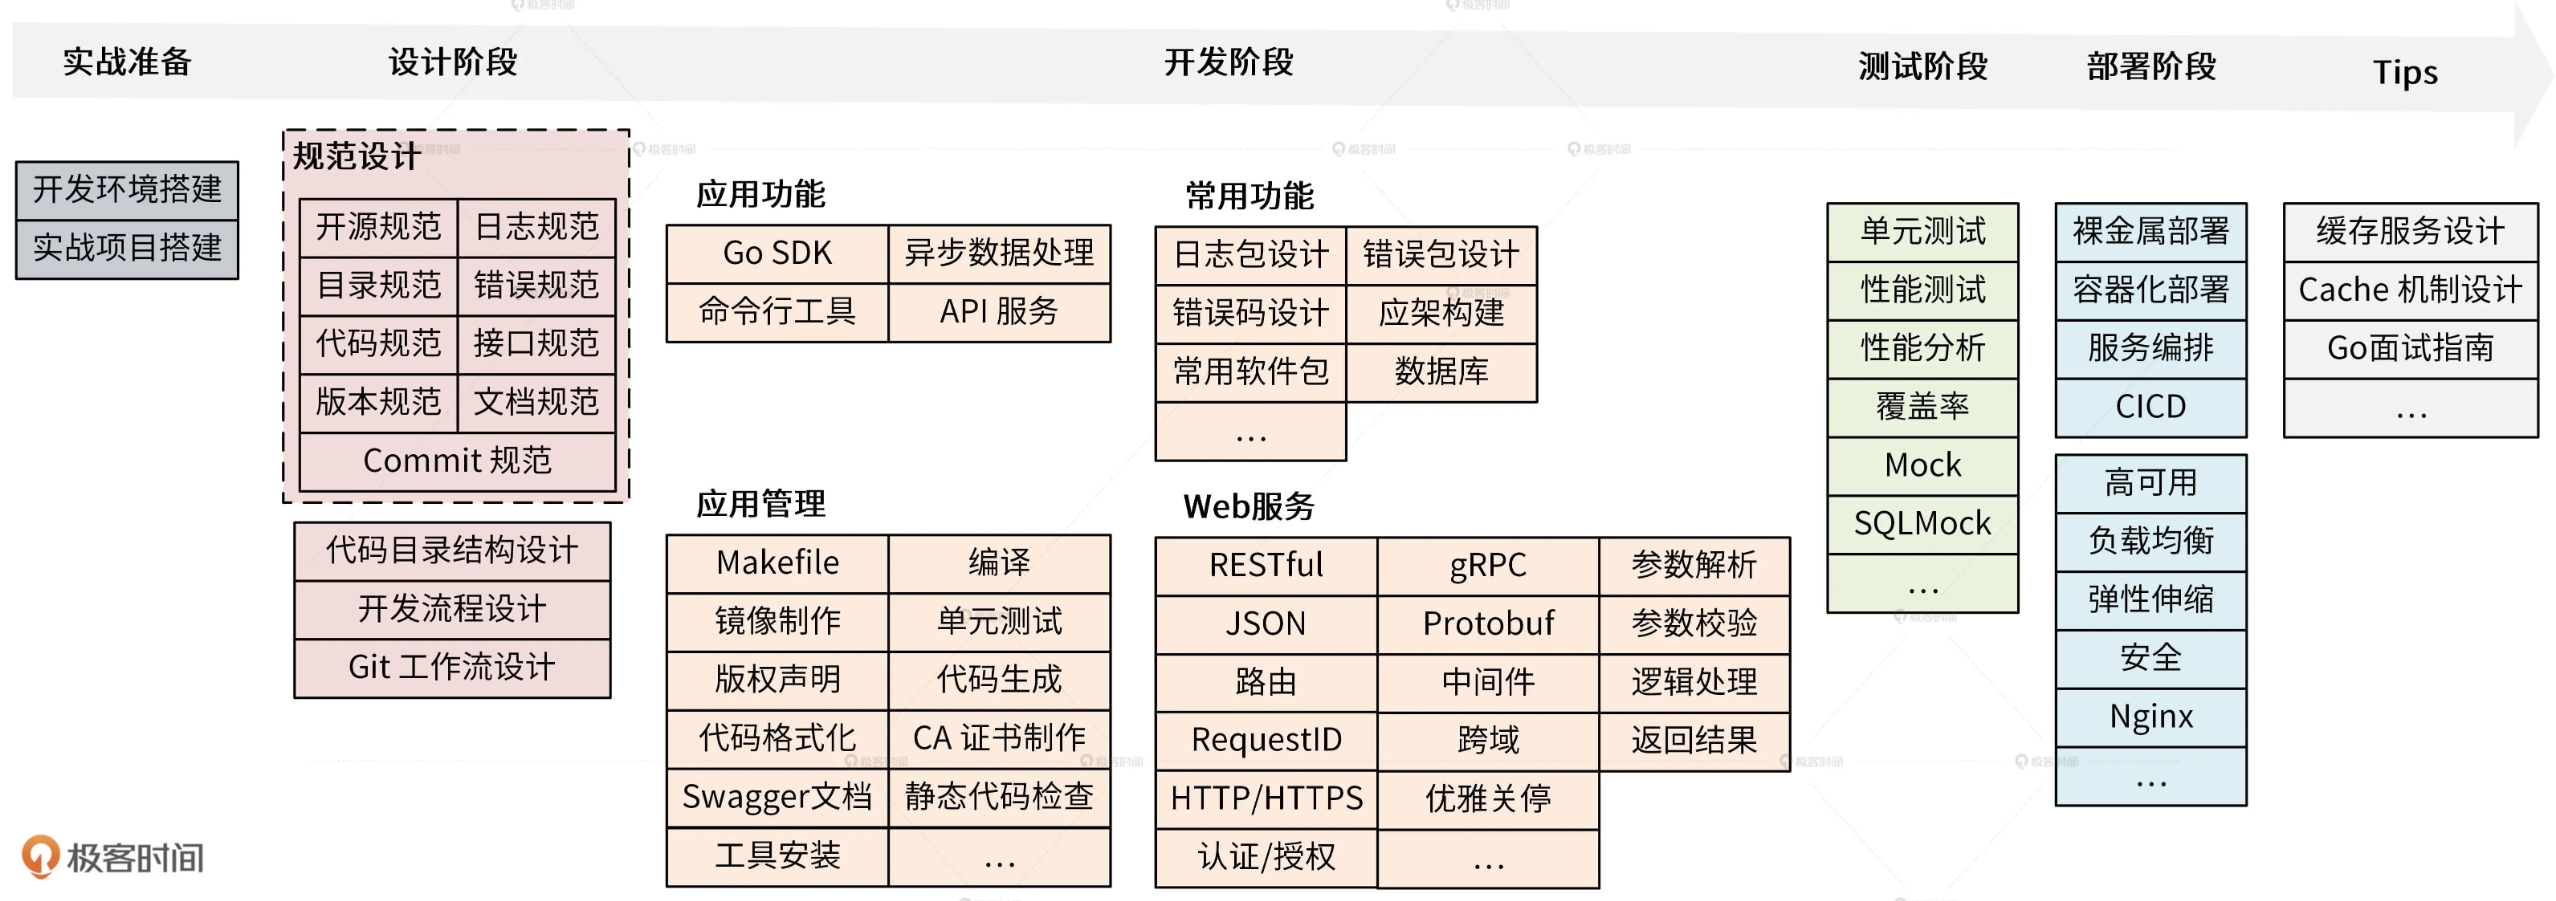 实战准备
设计阶段
开发阶段
测试阶段
部署阶段
Tips
开发环境搭建
实战项目搭建
规范设计
开源规范 日志规范
目录规范 错误规范
代码规范 接口规范
版本规范 文档规范
Commit 规范
代码目录结构设计
开发流程设计
Git 工作流设计
应用功能
Go SDK 异步数据处理
命令行工具 API 服务
应用管理
Makefile 编译
镜像制作 单元测试
版权声明 代码生成
代码格式化 CA 证书制作
Swagger文档 静态代码检查
工具安装 …
常用功能
日志包设计 错误包设计
错误码设计 应架构建
常用软件包 数据库
…
Web服务
RESTful gRPC 参数解析
JSON Protobuf 参数校验
路由 中间件 逻辑处理
RequestID 跨域 返回结果
HTTP/HTTPS 优雅关停
认证/授权 …
单元测试
性能测试
性能分析
覆盖率
Mock
SQLMock
…
裸金属部署
容器化部署
服务编排
CICD
高可用
负载均衡
弹性伸缩
安全
Nginx
…
缓存服务设计
Cache 机制设计
Go面试指南
…
极客时间